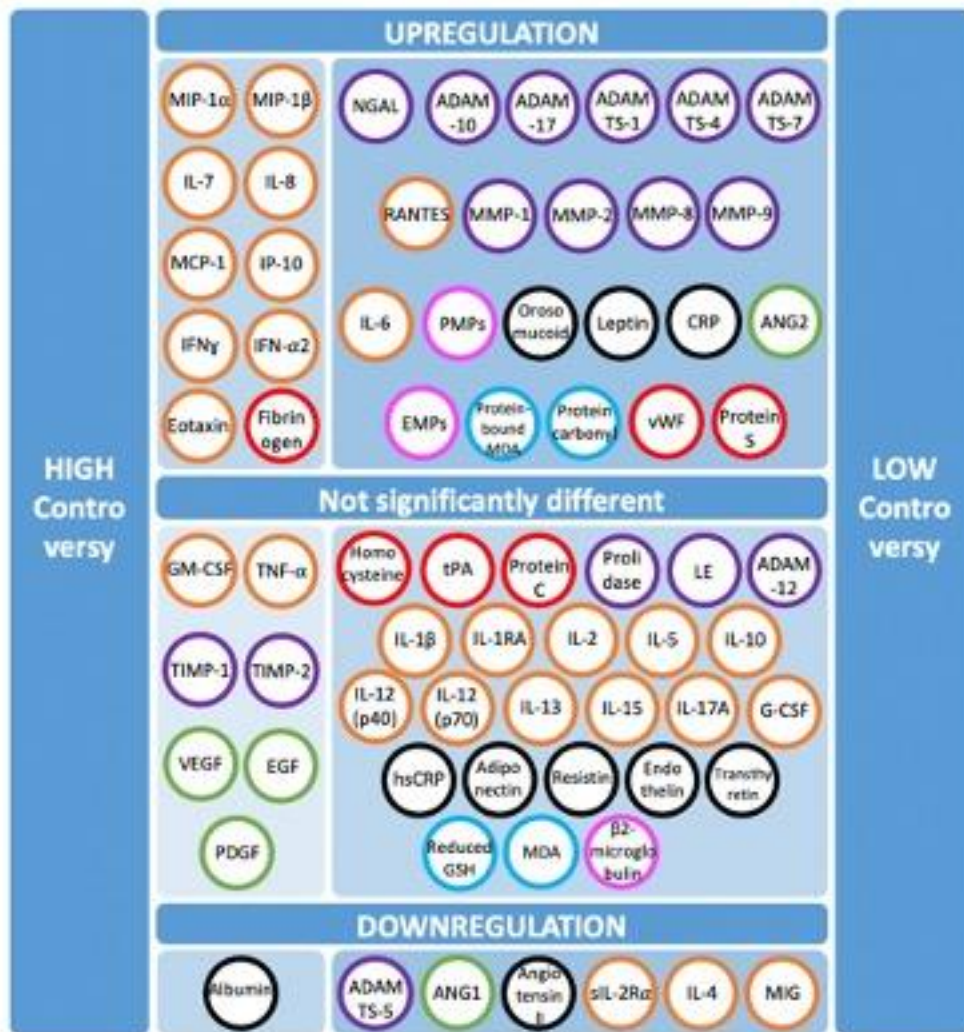 UPREGULATION
MIP-1α
MIP-1β
IL-7
IL-8
MCP-1
IP-10
IFNγ
IFN-α2
Eotaxin
Fibrin
ogen
NGAL
ADAM
-10
ADAM
-17
ADAM
TS-1
ADAM
TS-4
ADAM
TS-7
RANTES
MMP-1
MMP-2
MMP-8
MMP-9
IL-6
PMPs
Oroso
mucoid
Leptin
CRP
ANG2
EMPs
Protein-
bound MDA
Protein
carbonyl
vWF
Protein
S
HIGH
Contro
versy
LOW
Contro
versy
Not significantly different
GM-CSF
TNF-α
TIMP-1
TIMP-2
VEGF
EGF
PDGF
Homo
cysteine
tPA
Protein
C
Proli
dase
LE
ADAM
-12
IL-1β
IL-1RA
IL-2
IL-5
IL-10
IL-12
(p40)
IL-12
(p70)
IL-13
IL-15
IL-17A
G-CSF
hsCRP
Adipo
nectin
Resistin
Endo
thelin
Transthy
retin
Reduced
GSH
MDA
β2-
microglo
bulin
DOWNREGULATION
Albumin
ADAM
TS-5
ANG1
Angio
tensin
II
sIL-2Rα
IL-4
MIG